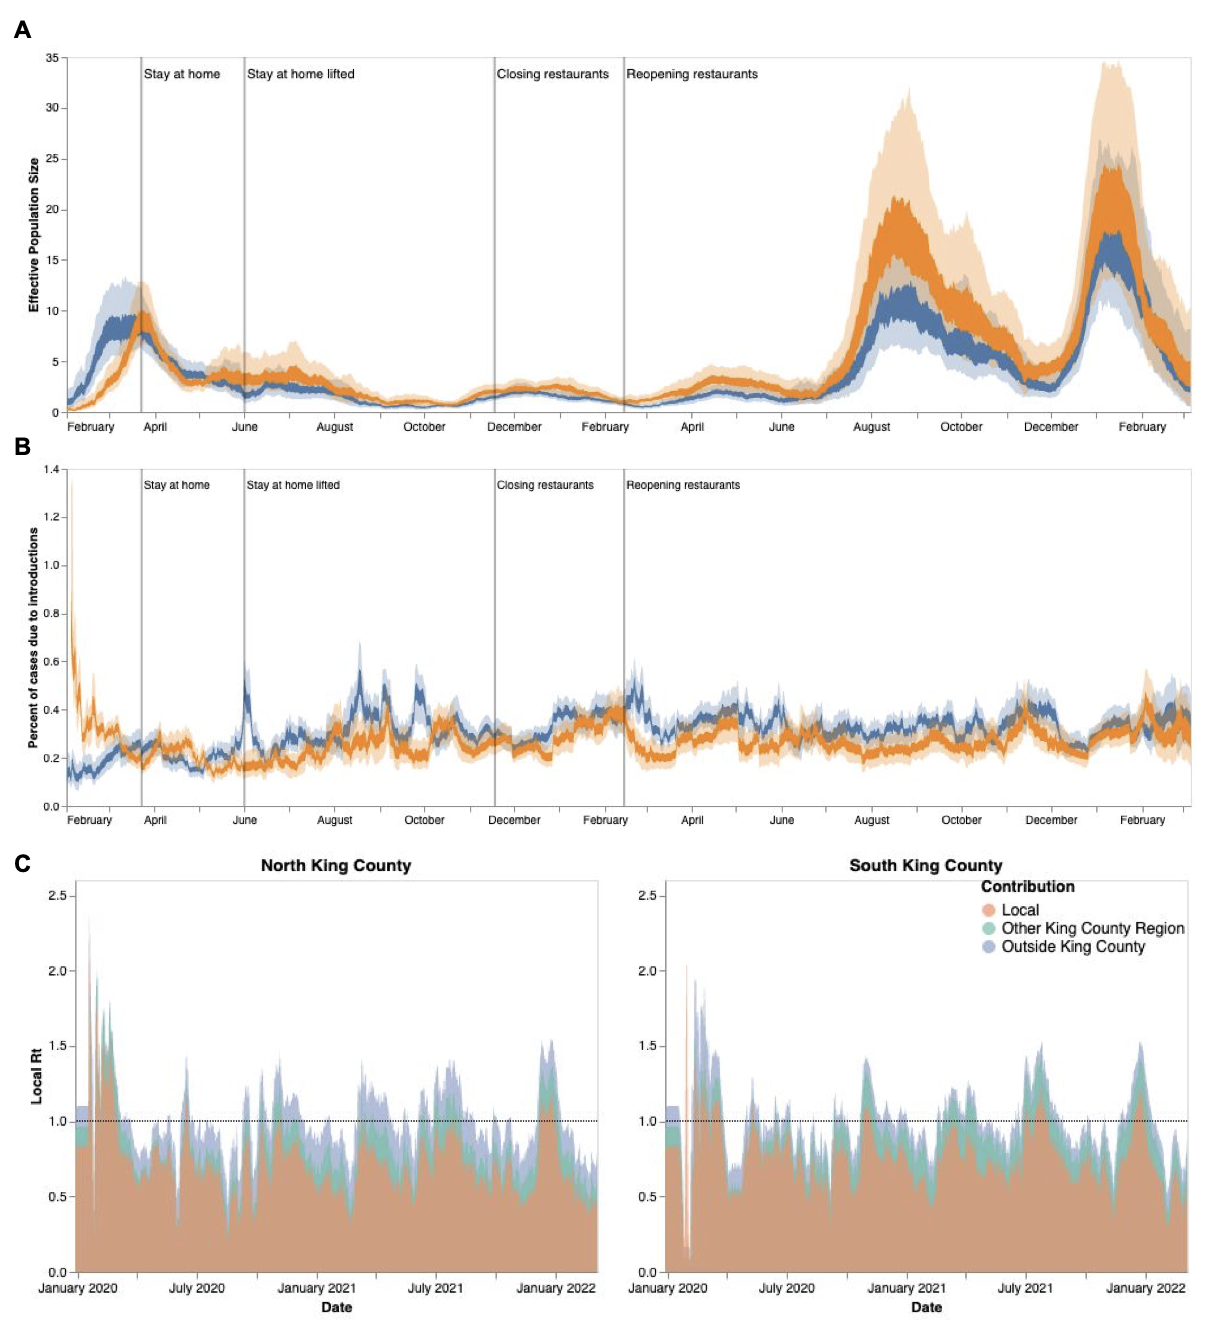 A
35
30
25
20
15
10
5
0
Effective Population Size
Stay at home
Stay at home lifted
Closing restaurants
Reopening restaurants
February April June August October December February April June August October December February
B
1.4
1.2
1.0
0.8
0.6
0.4
0.2
0.0
Percent of cases due to introductions
Stay at home
Stay at home lifted
Closing restaurants
Reopening restaurants
February April June August October December February April June August October December February
C
North King County
2.5
2.0
1.5
1.0
0.5
0.0
Local Rt
January 2020 July 2020 January 2021 July 2021 January 2022
Date
South King County
Contribution
Local
Other King County Region
Outside King County
2.5
2.0
1.5
1.0
0.5
0.0
January 2020 July 2020 January 2021 July 2021 January 2022
Date